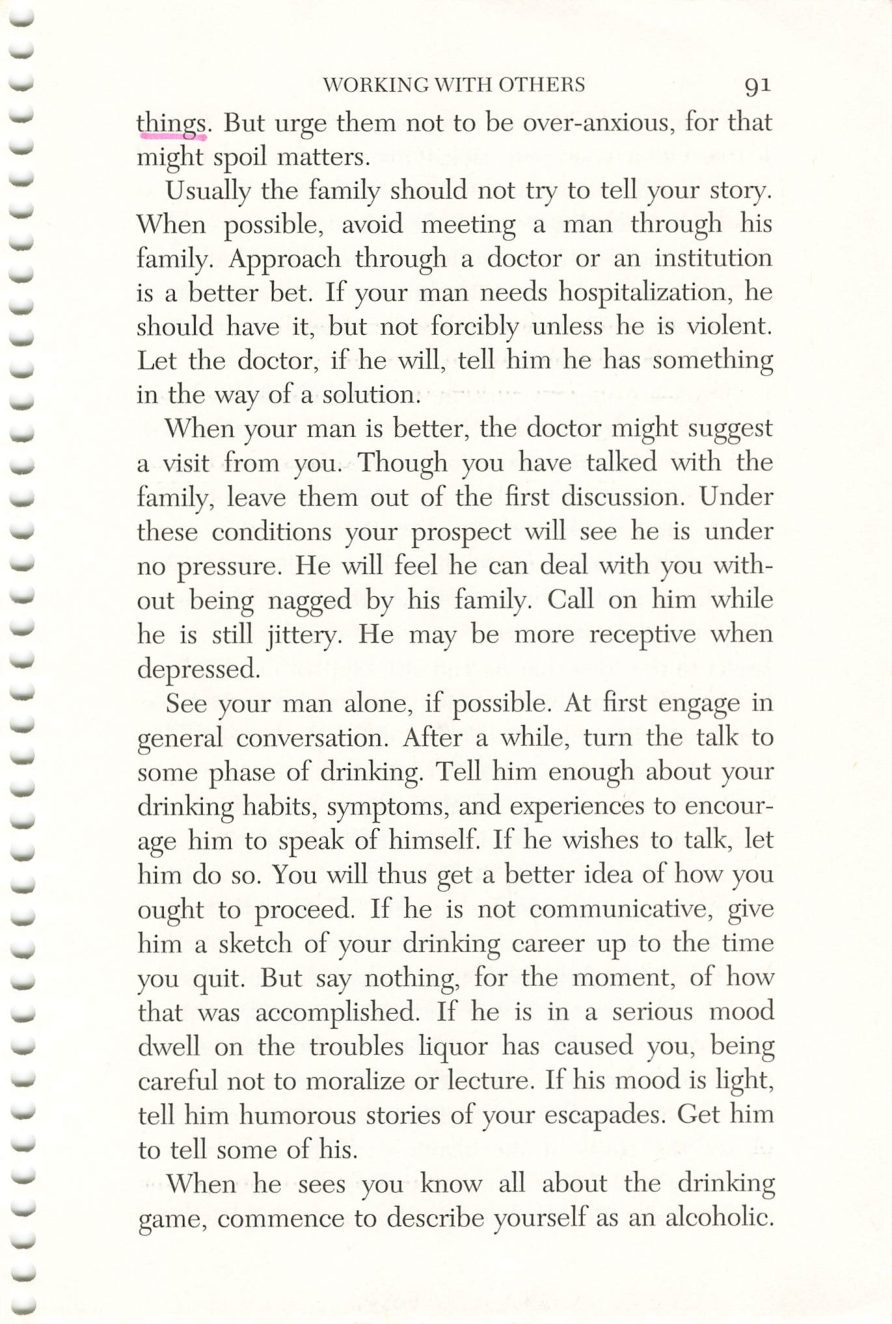 WORKING WITH OTHERS 91
things. But urge them not to be over-anxious, for that
might spoil matters.
Usually the family should not try to tell your story.
When possible, avoid meeting a man through his
family. Approach through a doctor or an institution
is a better bet. If your man needs hospitalization, he
should have it, but not forcibly unless he is violent.
Let the doctor, if he will, tell him he has something
in the way of a solution.
When your man is better, the doctor might suggest
a visit from you. Though you have talked with the
family, leave them out of the first discussion. Under
these conditions your prospect will see he is under
no pressure. He will feel he can deal with you with-
out being nagged by his family. Call on him while
he is still jittery. He may be more receptive when
depressed.
See your man alone, if possible. At first engage in
general conversation. After a while, turn the talk to
some phase of drinking. Tell him enough about your
drinking habits, symptoms, and experiences to encour-
age him to speak of himself. If he wishes to talk, let
him do so. You will thus get a better idea of how you
ought to proceed. If he is not communicative, give
him a sketch of your drinking career up to the time
you quit. But say nothing, for the moment, of how
that was accomplished. If he is in a serious mood
dwell on the troubles liquor has caused you, being
careful not to moralize or lecture. If his mood is light,
tell him humorous stories of your escapades. Get him
to tell some of his.
When he sees you know all about the drinking
game, commence to describe yourself as an alcoholic.